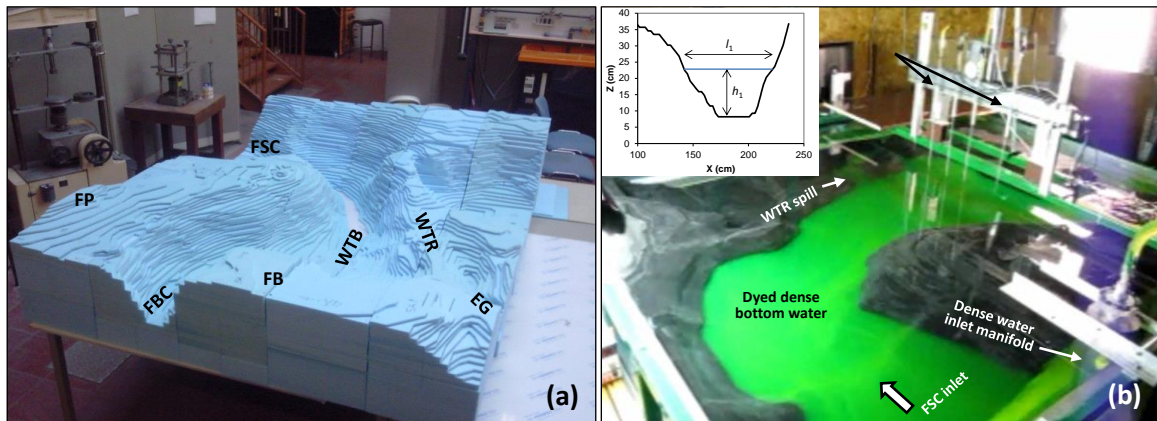 FSC
FP
WTB
WTR
FB
FBC
EG
(a)
40
35
30
25
20
15
10
5
0
Z (cm)
l1
h1
100
150
200
250
X (cm)
WTR spill
Dyed dense
bottom water
Dense water
inlet manifold
FSC inlet
(b)